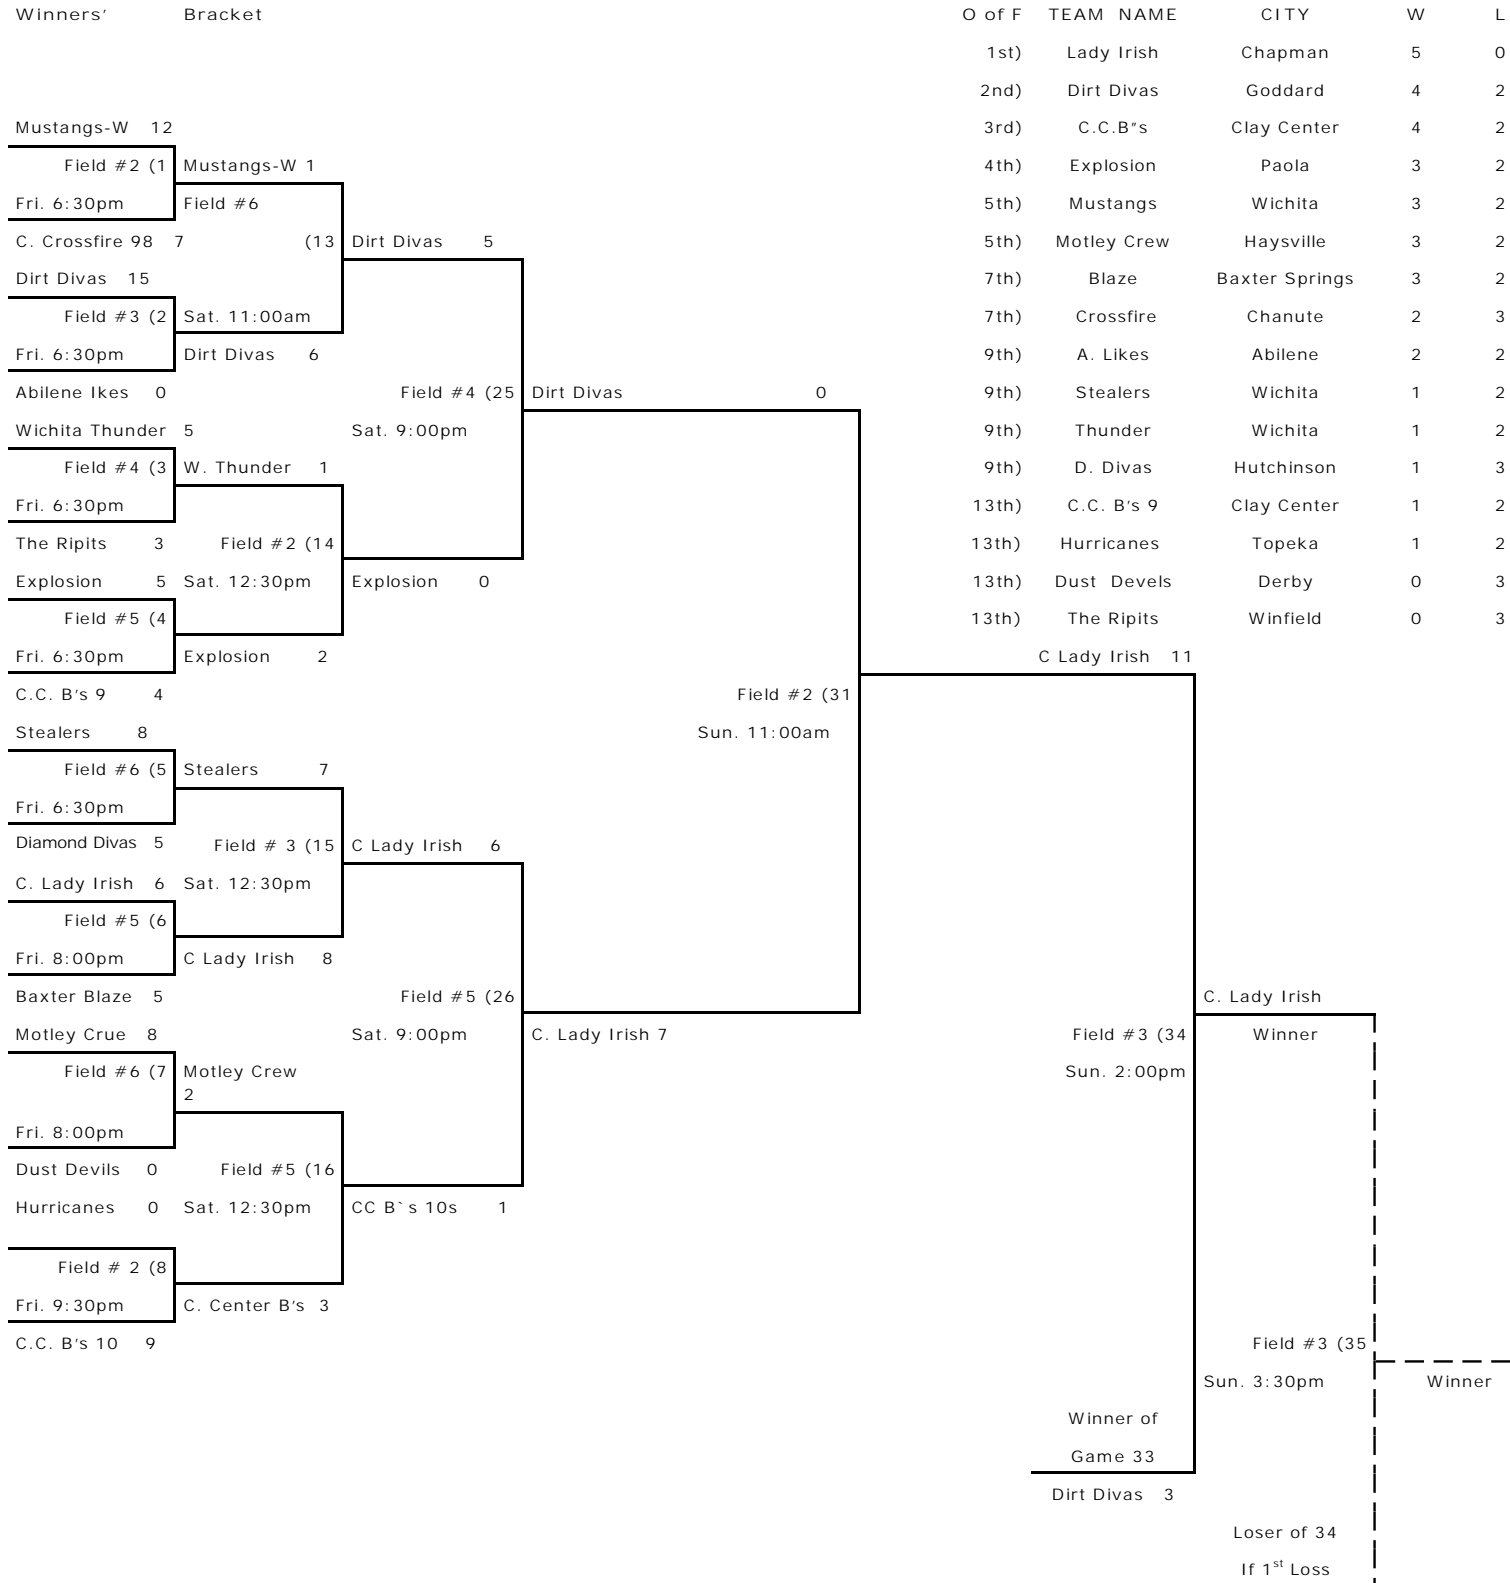 Winners' Bracket O of F TEAM NAME CITY W L
1st) Lady Irish Chapman 5 0
2nd) Dirt Divas Goddard 4 2
Mustangs-W 12 3rd) C.C.B"s Clay Center 4 2
Field #2 (1 Mustangs-W 1 4th) Explosion Paola 3 2
Fri. 6:30pm Field #6 5th) Mustangs Wichita 3 2
C. Crossfire 98 7 (13 Dirt Divas 5 5th) Motley Crew Haysville 3 2
Dirt Divas 15 7th) Blaze Baxter Springs 3 2
Field #3 (2 Sat. 11:00am 7th) Crossfire Chanute 2 3
Fri. 6:30pm Dirt Divas 6 9th) A. Likes Abilene 2 2
Abilene Ikes 0 Field #4 (25 Dirt Divas 0 9th) Stealers Wichita 1 2
Wichita Thunder 5 Sat. 9:00pm 9th) Thunder Wichita 1 2
Field #4 (3 W. Thunder 1 9th) D. Divas Hutchinson 1 3
Fri. 6:30pm 13th) C.C. B's 9 Clay Center 1 2
The Ripits 3 Field #2 (14 13th) Hurricanes Topeka 1 2
Explosion 5 Sat. 12:30pm Explosion 0 13th) Dust Devels Derby 0 3
Field #5 (4 13th) The Ripits Winfield 0 3
Fri. 6:30pm Explosion 2 C Lady Irish 11
C.C. B's 9 4 Field #2 (31
Stealers 8 Sun. 11:00am
Field #6 (5 Stealers 7
Fri. 6:30pm
Diamond Divas 5 Field # 3 (15 C Lady Irish 6
C. Lady Irish 6 Sat. 12:30pm
Field #5 (6
Fri. 8:00pm C Lady Irish 8
Baxter Blaze 5 Field #5 (26 C. Lady Irish
Motley Crue 8 Sat. 9:00pm C. Lady Irish 7 Field #3 (34 Winner
Field #6 (7 Motley Crew Sun. 2:00pm
2
Fri. 8:00pm
Dust Devils 0 Field #5 (16
Hurricanes 0 Sat. 12:30pm CC B`s 10s 1
Field # 2 (8
Fri. 9:30pm C. Center B's 3
C.C. B's 10 9 Field #3 (35
Sun. 3:30pm Winner
Winner of
Game 33
Dirt Divas 3
Loser of 34
If 1st Loss